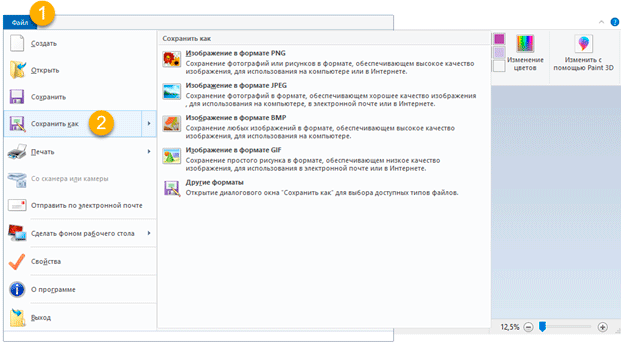 1
Файл
Создать
Открыть
Сохранить
Сохранить как
2
Печать
Со сканера или камеры
Отправить по электронной почте
Сделать фоном рабочего стола
Свойства
О программе
Выход
Сохранить как
Изображение в формате PNG
Сохранение фотографий или рисунков в формате, обеспечивающем высокое качество
изображения, для использования на компьютере или в Интернете.
Изображение в формате JPEG
Сохранение фотографий в формате, обеспечивающем хорошее качество изображения
, для использования на компьютере, в электронной почте или в Интернете.
Изображение в формате BMP
Сохранение любых изображений в формате, обеспечивающем высокое качество
изображения, для использования на компьютере.
Изображение в формате GIF
Сохранение простого рисунка в формате, обеспечивающем низкое качество
изображения, для использования в электронной почте или в Интернете.
Другие форматы
Открытие диалогового окна "Сохранить как" для выбора доступных типов файлов.
Изменение
цветов
Изменить с
помощью Paint 3D
12,5%